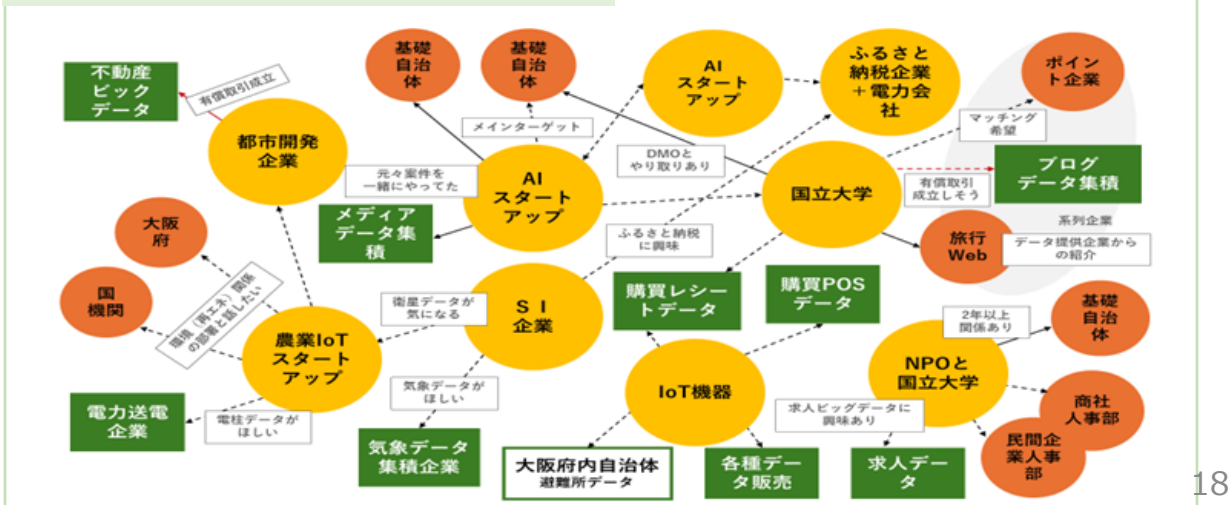 不動産
ビック
データ
有償取引成立
都市開発
企業
基礎
自治
体
基礎
自治
体
メインターゲット
元々案件を
一緒にやってた
AI
スタート
アップ
メディア
データ集
積
AI
スタート
アップ
ふるさと
納税企業
＋電力会
社
DMOと
やり取りあり
国立大学
ポイン
ト企業
マッチング
希望
ブログ
データ集積
有償取引
成立しそう
系列企業
旅行
Web
データ提供企業から
の紹介
大阪
府
国
機関
環境（再エネ）関係
の部署と話したい
農業IoT
スタート
アップ
衛星データが
気になる
ＳＩ
企業
ふるさと納税
に興味
購買レシー
トデータ
購買POS
データ
電力送電
企業
電柱データが
ほしい
気象データが
ほしい
気象データ
集積企業
IoT機器
大阪府内自治体
避難所データ
各種デー
タ販売
2年以上
関係あり
基礎
自治
体
NPOと
国立大学
求人ビッグデータに
興味あり
求人デー
タ
商社
人事部
民間企
業人事
部
18